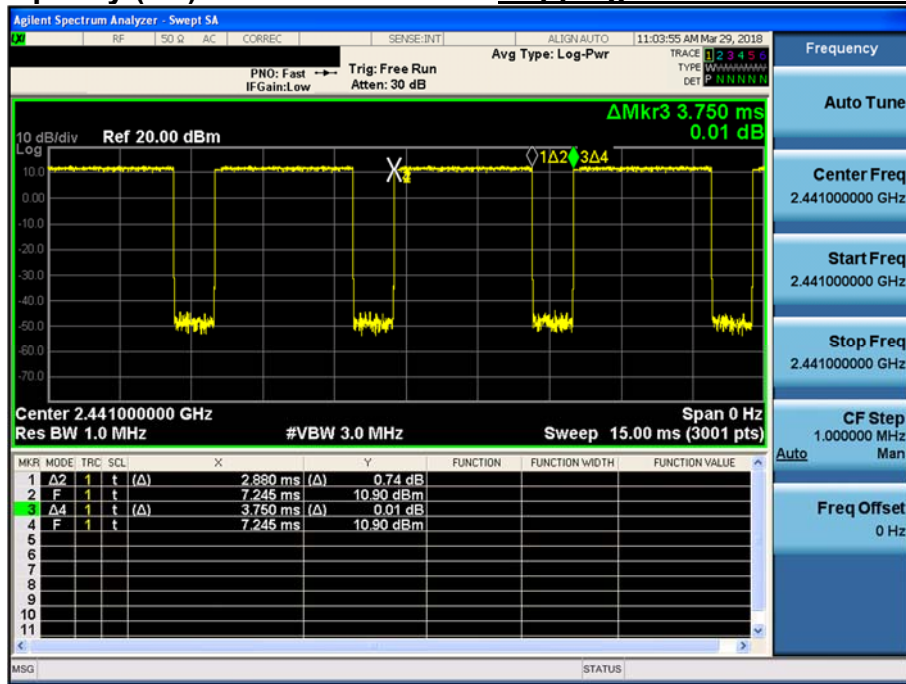 Agilent Spectrum Analyzer - Swept SA
LXI RF 50 Ω AC CORREC SENSE:INT ALIGN AUTO 11:03:55 AM Mar 29, 2018
Frequency
PNO: Fast Trig: Free Run Avg Type: Log-Pwr TRACE 1 2 3 4 5 6
IFGain:Low Atten: 30 dB TYPE WWWWWW
DET P N N N N N
Auto Tune
ΔMkr3 3.750 ms
10 dB/div Ref 20.00 dBm 0.01 dB
Log
1Δ2 3Δ4
10.0
0.00
-10.0
-20.0
-30.0
-40.0
-50.0
-60.0
-70.0
X
Center Freq
2.441000000 GHz
Start Freq
2.441000000 GHz
Stop Freq
2.441000000 GHz
Center 2.441000000 GHz Span 0 Hz
Res BW 1.0 MHz #VBW 3.0 MHz Sweep 15.00 ms (3001 pts)
CF Step
1.000000 MHz
Auto Man
MKR MODE TRC SCL X Y FUNCTION FUNCTION WIDTH FUNCTION VALUE
1 Δ2 1 t (Δ) 2.880 ms (Δ) 0.74 dB
2 F 1 t 7.245 ms 10.90 dBm
3 Δ4 1 t (Δ) 3.750 ms (Δ) 0.01 dB
4 F 1 t 7.245 ms 10.90 dBm
5
6
7
8
9
10
11
Freq Offset
0 Hz
MSG STATUS